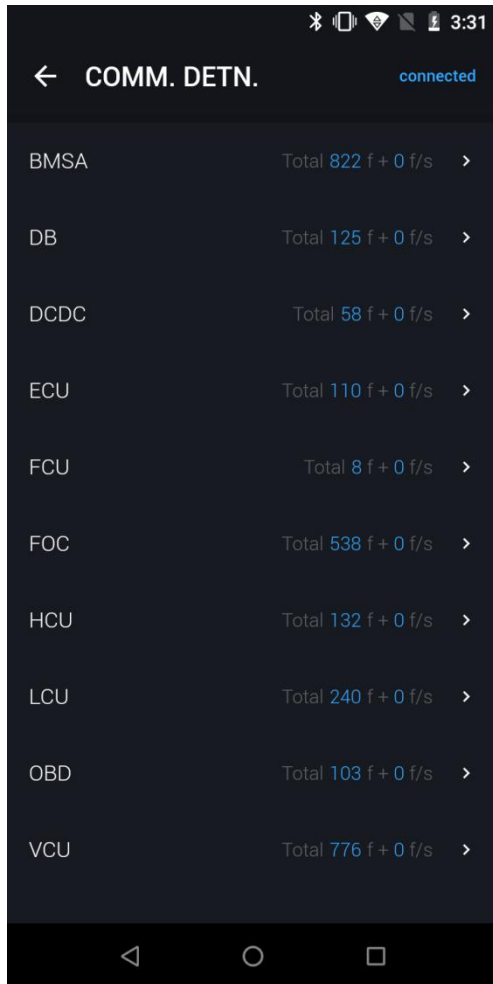 3:31
COMM. DETN. connected
BMSA Total 822 f + 0 f/s
DB Total 125 f + 0 f/s
DCDC Total 58 f + 0 f/s
ECU Total 110 f + 0 f/s
FCU Total 8 f + 0 f/s
FOC Total 538 f + 0 f/s
HCU Total 132 f + 0 f/s
LCU Total 240 f + 0 f/s
OBD Total 103 f + 0 f/s
VCU Total 776 f + 0 f/s